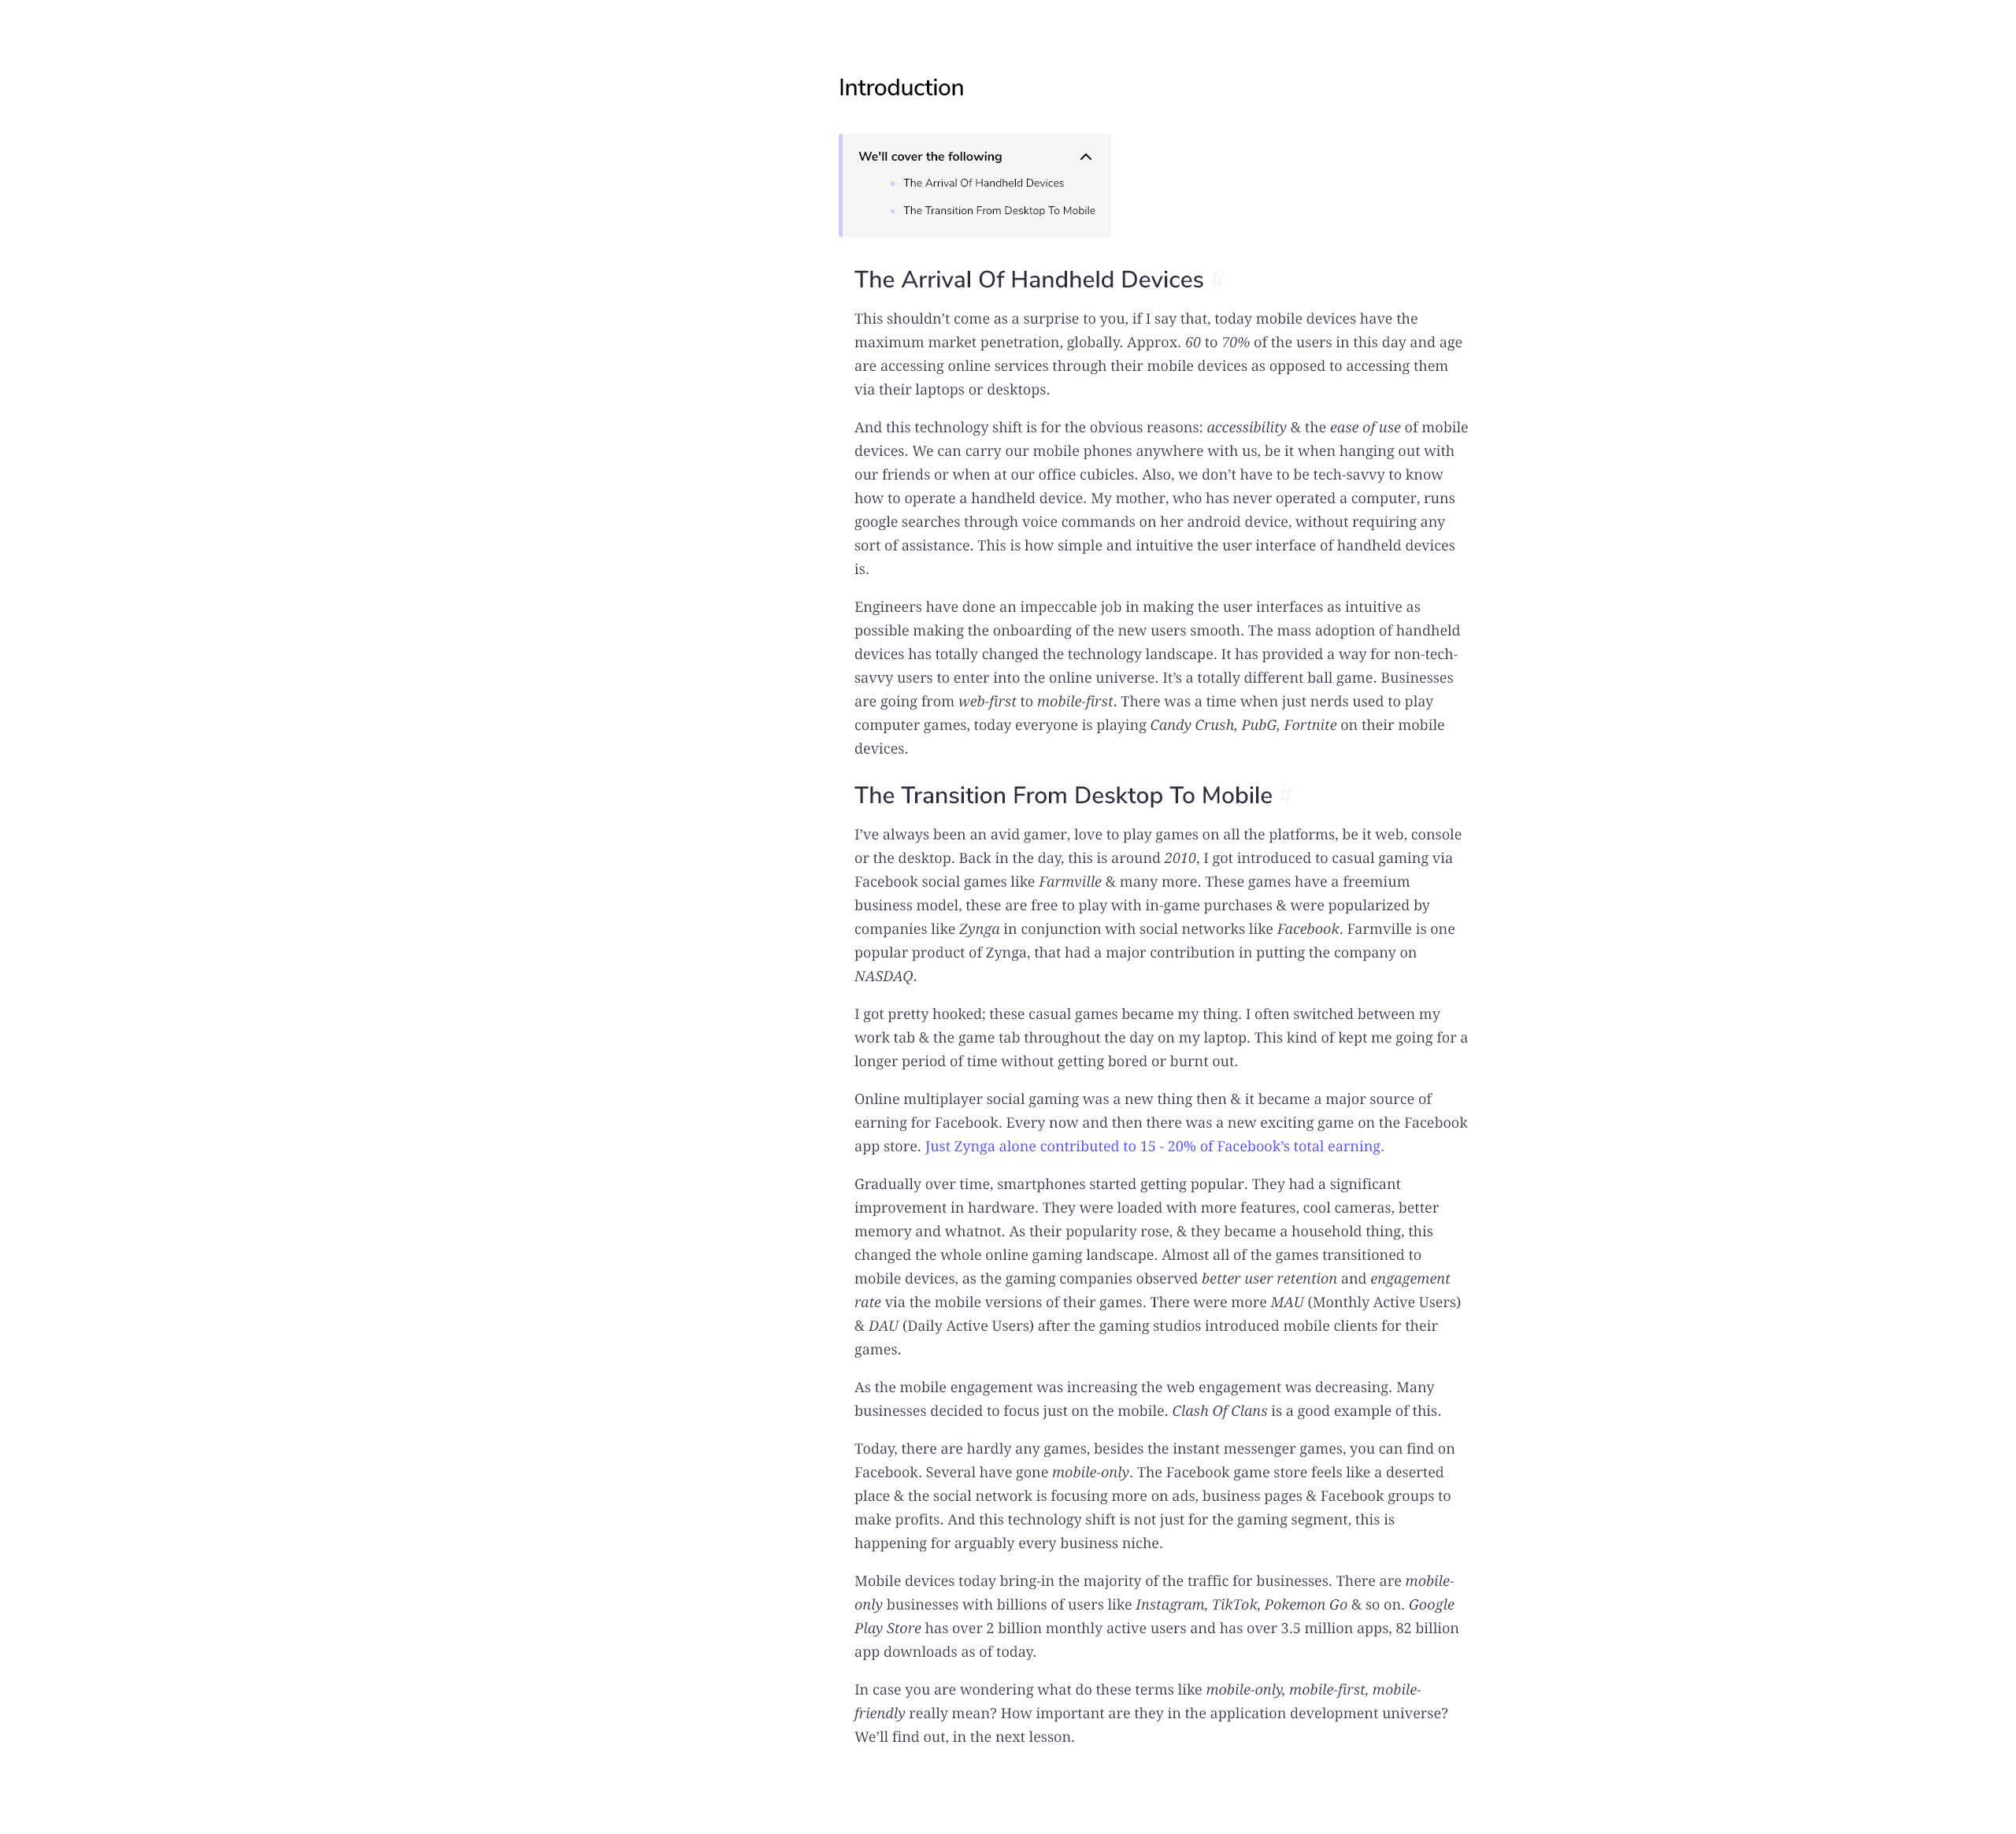 Introduction
We'll cover the following
The Arrival Of Handheld Devices
The Transition From Desktop To Mobile
The Arrival Of Handheld Devices #
This shouldn’t come as a surprise to you, if I say that, today mobile devices have the
maximum market penetration, globally. Approx. 60 to 70% of the users in this day and age
are accessing online services through their mobile devices as opposed to accessing them
via their laptops or desktops.
And this technology shift is for the obvious reasons: accessibility & the ease of use of mobile
devices. We can carry our mobile phones anywhere with us, be it when hanging out with
our friends or when at our office cubicles. Also, we don’t have to be tech-savvy to know
how to operate a handheld device. My mother, who has never operated a computer, runs
google searches through voice commands on her android device, without requiring any
sort of assistance. This is how simple and intuitive the user interface of handheld devices
is.
Engineers have done an impeccable job in making the user interfaces as intuitive as
possible making the onboarding of the new users smooth. The mass adoption of handheld
devices has totally changed the technology landscape. It has provided a way for non-tech-
savvy users to enter into the online universe. It’s a totally different ball game. Businesses
are going from web-first to mobile-first. There was a time when just nerds used to play
computer games, today everyone is playing Candy Crush, PubG, Fortnite on their mobile
devices.
The Transition From Desktop To Mobile #
I’ve always been an avid gamer, love to play games on all the platforms, be it web, console
or the desktop. Back in the day, this is around 2010, I got introduced to casual gaming via
Facebook social games like Farmville & many more. These games have a freemium
business model, these are free to play with in-game purchases & were popularized by
companies like Zynga in conjunction with social networks like Facebook. Farmville is one
popular product of Zynga, that had a major contribution in putting the company on
NASDAQ.
I got pretty hooked; these casual games became my thing. I often switched between my
work tab & the game tab throughout the day on my laptop. This kind of kept me going for a
longer period of time without getting bored or burnt out.
Online multiplayer social gaming was a new thing then & it became a major source of
earning for Facebook. Every now and then there was a new exciting game on the Facebook
app store. Just Zynga alone contributed to 15 - 20% of Facebook’s total earning.
Gradually over time, smartphones started getting popular. They had a significant
improvement in hardware. They were loaded with more features, cool cameras, better
memory and whatnot. As their popularity rose, & they became a household thing, this
changed the whole online gaming landscape. Almost all of the games transitioned to
mobile devices, as the gaming companies observed better user retention and engagement
rate via the mobile versions of their games. There were more MAU (Monthly Active Users)
& DAU (Daily Active Users) after the gaming studios introduced mobile clients for their
games.
As the mobile engagement was increasing the web engagement was decreasing. Many
businesses decided to focus just on the mobile. Clash Of Clans is a good example of this.
Today, there are hardly any games, besides the instant messenger games, you can find on
Facebook. Several have gone mobile-only. The Facebook game store feels like a deserted
place & the social network is focusing more on ads, business pages & Facebook groups to
make profits. And this technology shift is not just for the gaming segment, this is
happening for arguably every business niche.
Mobile devices today bring-in the majority of the traffic for businesses. There are mobile-
only businesses with billions of users like Instagram, TikTok, Pokemon Go & so on. Google
Play Store has over 2 billion monthly active users and has over 3.5 million apps, 82 billion
app downloads as of today.
In case you are wondering what do these terms like mobile-only, mobile-first, mobile-
friendly really mean? How important are they in the application development universe?
We’ll find out, in the next lesson.